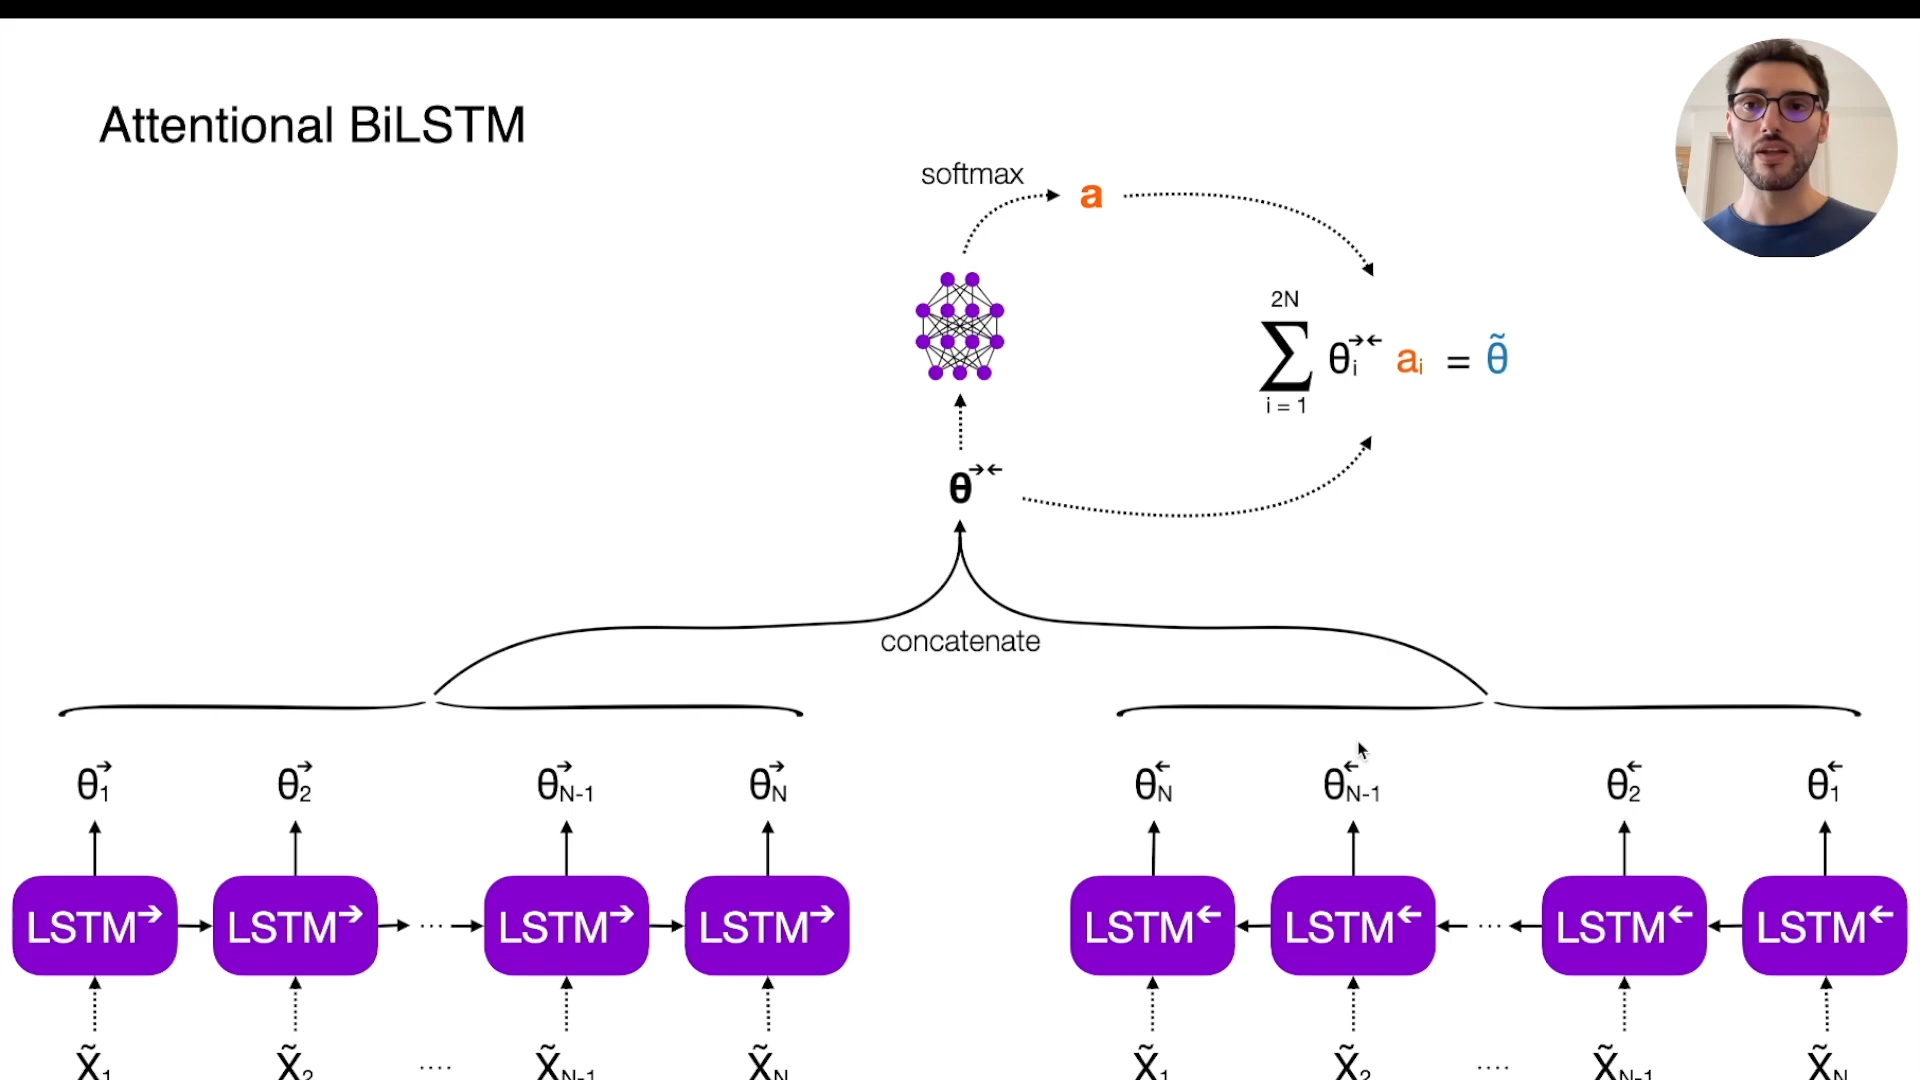 Attentional BiLSTM
softmax
a
2N
∑ θᵢ→← aᵢ = θ̃
i = 1
θ→←
concatenate
θ₁→ θ₂→ θN-1→ θN→ θN← θN-1← θ₂← θ₁←
LSTM→ LSTM→ ... LSTM→ LSTM→ LSTM← LSTM← ... LSTM← LSTM←
X̃₁ X̃₂ .... X̃N-1 X̃N X̃₁ X̃₂ .... X̃N-1 X̃N